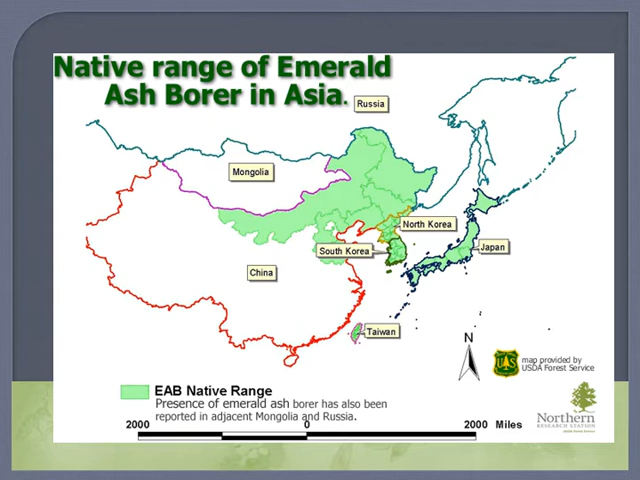 Native range of Emerald
Ash Borer in Asia.
Russia
Mongolia
North Korea
South Korea
Japan
China
Taiwan
N
map provided by
USDA Forest Service
EAB Native Range
Presence of emerald ash borer has also been
reported in adjacent Mongolia and Russia.
Northern
RESEARCH STATION
2000 0 2000 Miles